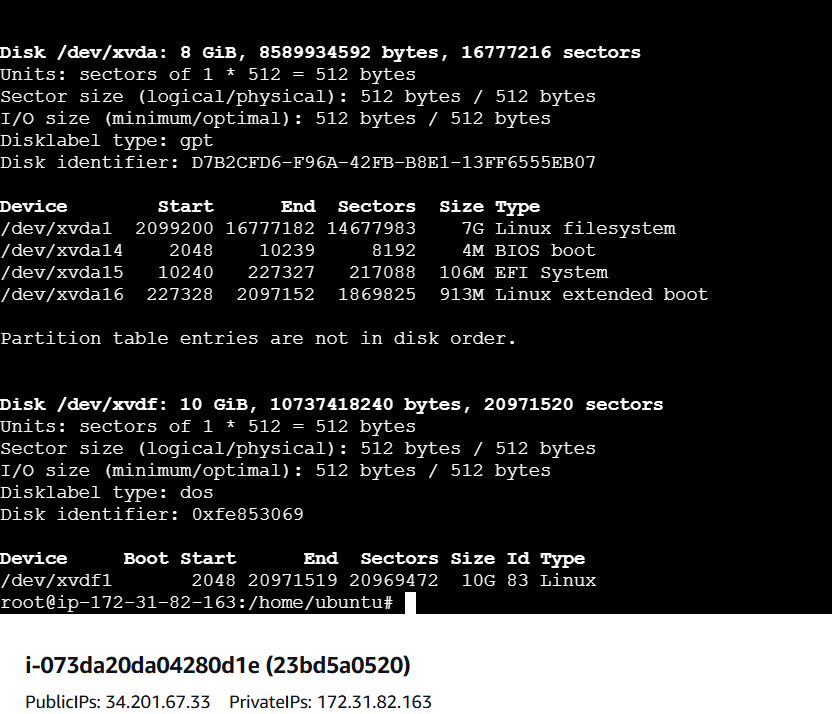 Disk /dev/xvda: 8 GiB, 8589934592 bytes, 16777216 sectors
Units: sectors of 1 * 512 = 512 bytes
Sector size (logical/physical): 512 bytes / 512 bytes
I/O size (minimum/optimal): 512 bytes / 512 bytes
Disklabel type: gpt
Disk identifier: D7B2CFD6-F96A-42FB-B8E1-13FF6555EB07

Device        Start      End  Sectors  Size Type
/dev/xvda1  2099200 16777182 14677983    7G Linux filesystem
/dev/xvda14    2048    10239     8192    4M BIOS boot
/dev/xvda15   10240   227327   217088  106M EFI System
/dev/xvda16  227328  2097152  1869825  913M Linux extended boot

Partition table entries are not in disk order.

Disk /dev/xvdf: 10 GiB, 10737418240 bytes, 20971520 sectors
Units: sectors of 1 * 512 = 512 bytes
Sector size (logical/physical): 512 bytes / 512 bytes
I/O size (minimum/optimal): 512 bytes / 512 bytes
Disklabel type: dos
Disk identifier: 0xfe853069

Device     Boot Start      End  Sectors Size Id Type
/dev/xvdf1       2048 20971519 20969472  10G 83 Linux
root@ip-172-31-82-163:/home/ubuntu#
i-073da20da04280d1e (23bd5a0520)
PublicIPs: 34.201.67.33   PrivateIPs: 172.31.82.163